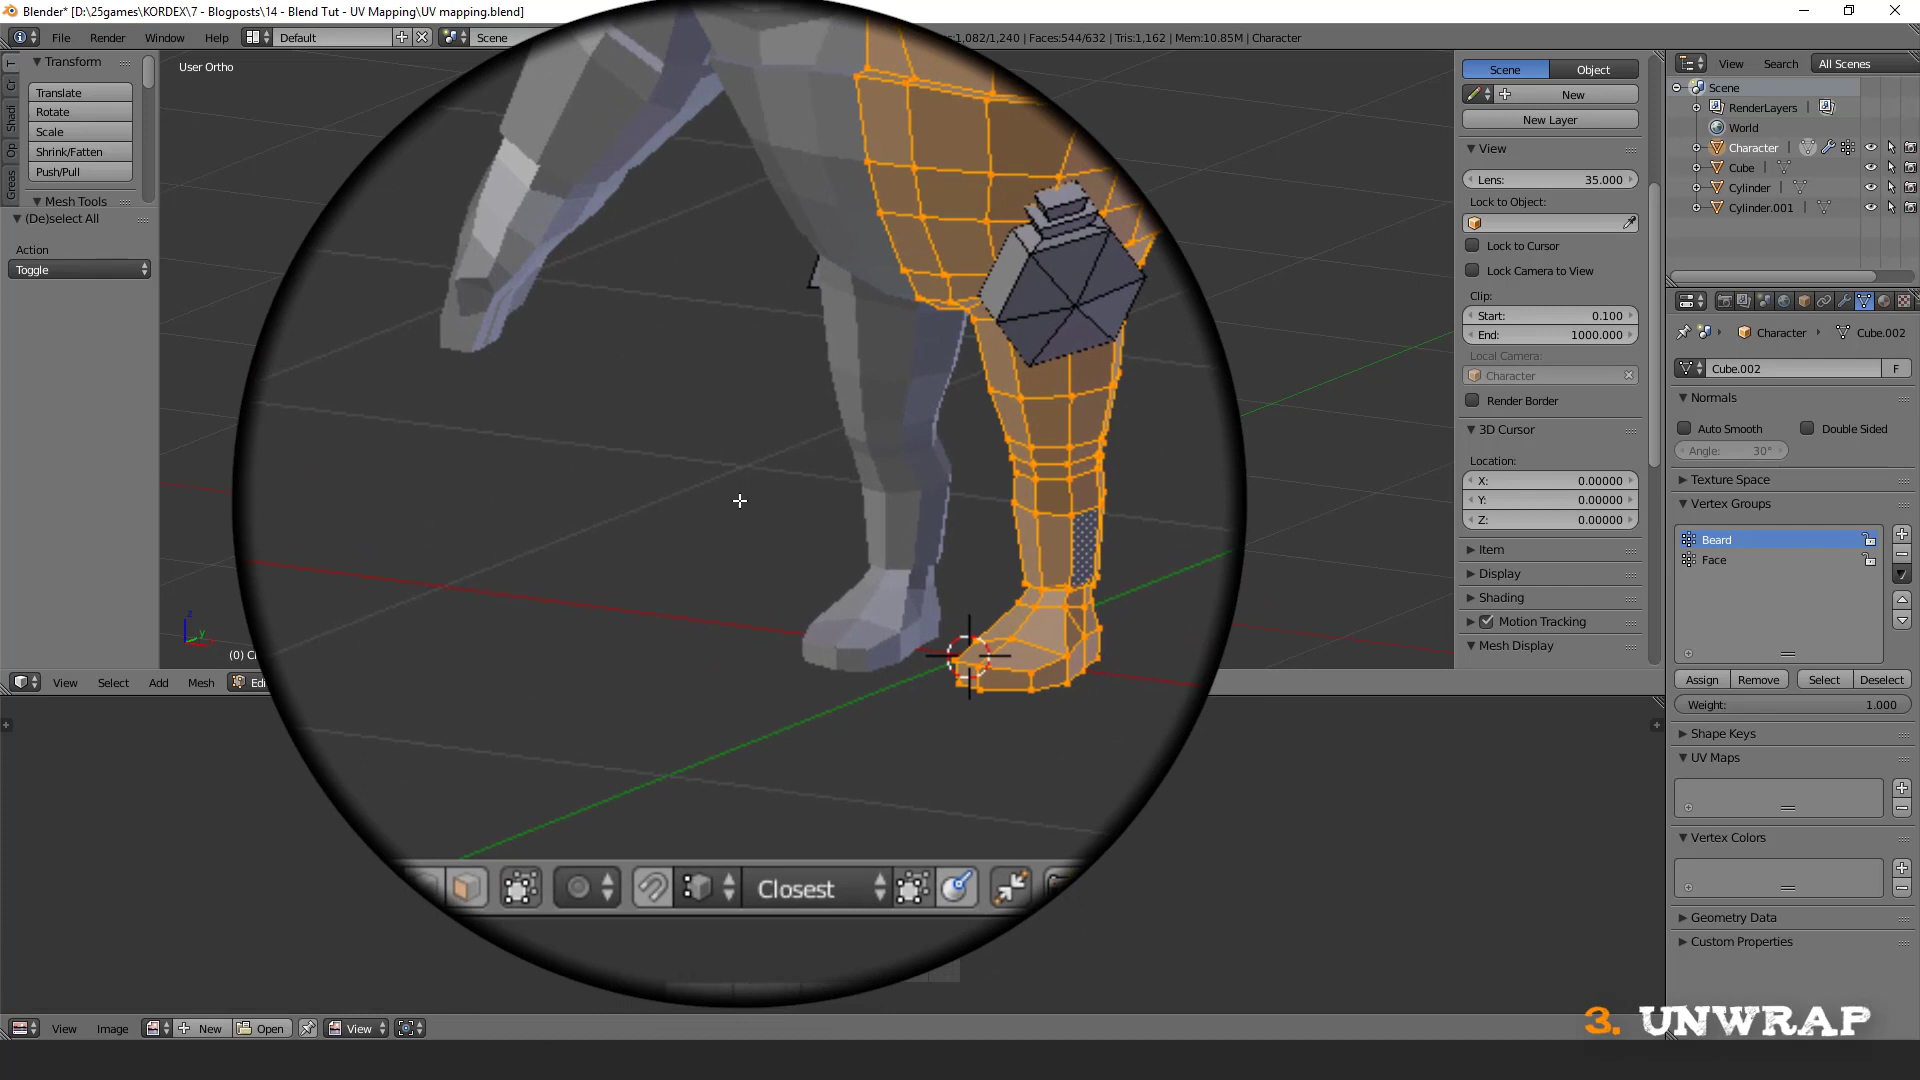 Blender* [D:\25games\KORDEX\7 - Blogposts\14 - Blend Tut - UV Mapping\UV mapping.blend]
File Render Window Help Default Scene
1,082/1,240 | Faces:544/632 | Tris:1,162 | Mem:10.85M | Character
Transform
Translate
Rotate
Scale
Shrink/Fatten
Push/Pull
Mesh Tools
(De)select All
Action
Toggle
T
Cr
Shadi
Op
Greas
User Ortho
z
y
View Select Add Mesh
Closest
Scene Object
New
New Layer
View
Lens: 35.000
Lock to Object:
Lock to Cursor
Lock Camera to View
Clip:
Start: 0.100
End: 1000.000
Local Camera:
Character
Render Border
3D Cursor
Location:
X: 0.00000
Y: 0.00000
Z: 0.00000
Item
Display
Shading
Motion Tracking
Mesh Display
View Search All Scenes
Scene
RenderLayers
World
Character
Cube
Cylinder
Cylinder.001
Character Cube.002
Cube.002 F
Normals
Auto Smooth Double Sided
Angle: 30°
Texture Space
Vertex Groups
Beard
Face
Assign Remove Select Deselect
Weight: 1.000
Shape Keys
UV Maps
Vertex Colors
Geometry Data
Custom Properties
View Image New Open View
3. UNWRAP